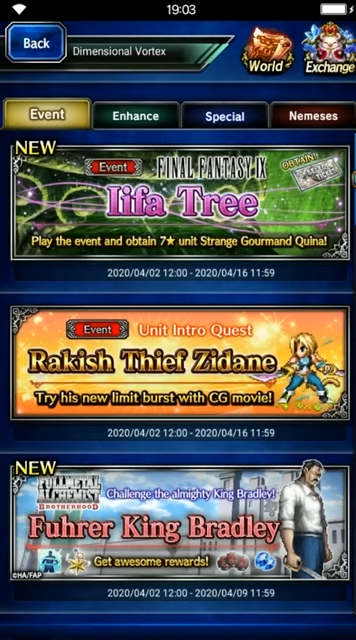 19:03
Back
Dimensional Vortex
World
Exchange
Event
Enhance
Special
Nemeses
NEW
Event
FINAL FANTASY IX
OBTAIN!!
Iifa Tree
Play the event and obtain 7★ unit Strange Gourmand Quina!
2020/04/02 12:00 - 2020/04/16 11:59
Event
Unit Intro Quest
Rakish Thief Zidane
Try his new limit burst with CG movie!
2020/04/02 12:00 - 2020/04/16 11:59
NEW
FULLMETAL
ALCHEMIST
BROTHERHOOD
Challenge the almighty King Bradley!
Fuhrer King Bradley
Get awesome rewards!
©HA/FAP
2020/04/02 12:00 - 2020/04/09 11:59